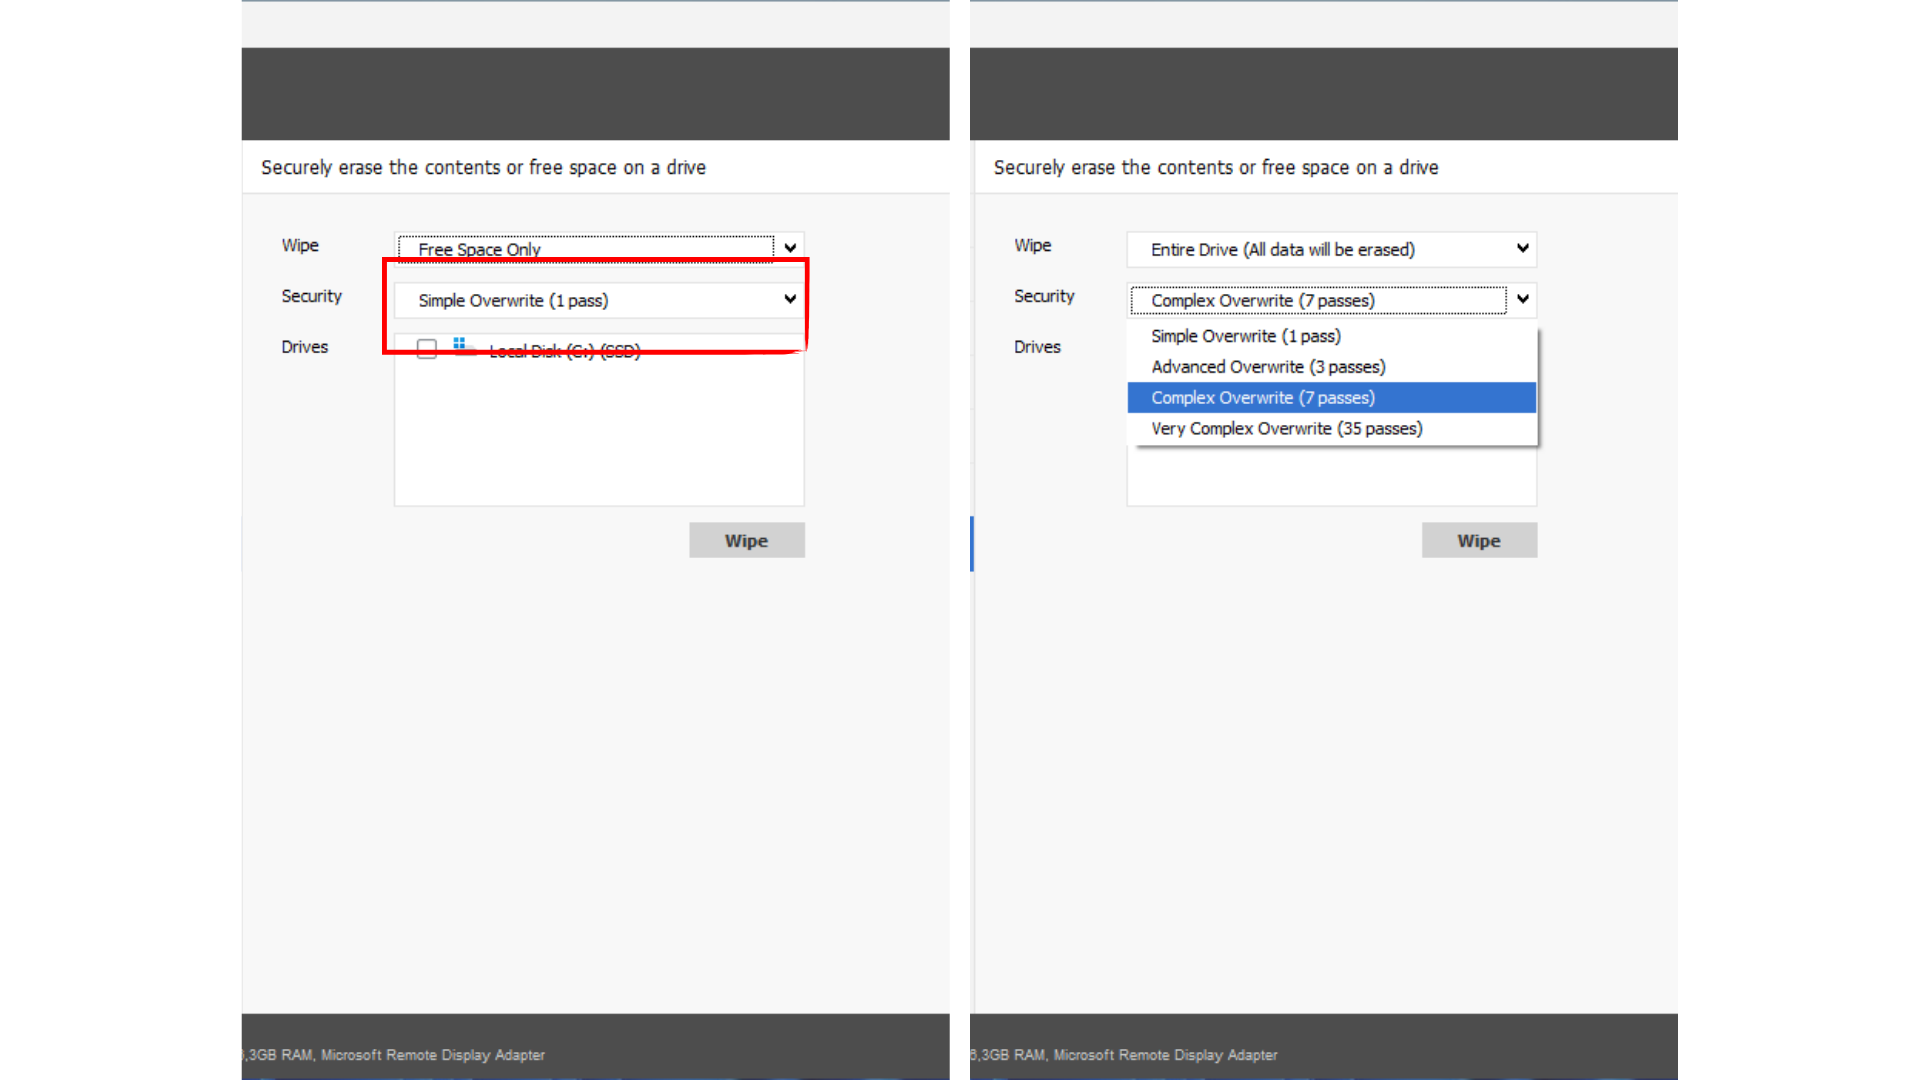 Securely erase the contents or free space on a drive
Wipe
Free Space Only
Security
Simple Overwrite (1 pass)
Drives
Local Disk (C:) (SSD)
Wipe
,3GB RAM, Microsoft Remote Display Adapter
Securely erase the contents or free space on a drive
Wipe
Entire Drive (All data will be erased)
Security
Complex Overwrite (7 passes)
Drives
Simple Overwrite (1 pass)
Advanced Overwrite (3 passes)
Complex Overwrite (7 passes)
Very Complex Overwrite (35 passes)
Wipe
6,3GB RAM, Microsoft Remote Display Adapter